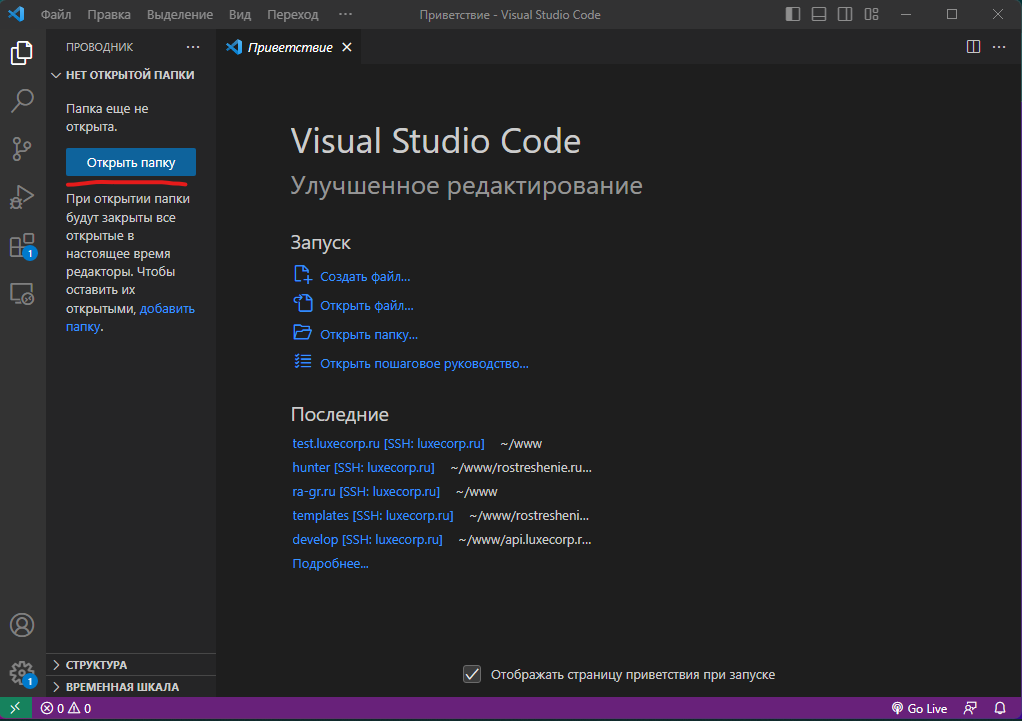 Файл Правка Выделение Вид Переход ··· Приветствие - Visual Studio Code
ПРОВОДНИК ···
Приветствие
НЕТ ОТКРЫТОЙ ПАПКИ
Папка еще не
открыта.
Открыть папку
При открытии папки
будут закрыты все
открытые в
настоящее время
редакторы. Чтобы
оставить их
открытыми, добавить
папку.
Visual Studio Code
Улучшенное редактирование
Запуск
Создать файл...
Открыть файл...
Открыть папку...
Открыть пошаговое руководство...
Последние
test.luxecorp.ru [SSH: luxecorp.ru] ~/www
hunter [SSH: luxecorp.ru] ~/www/rostreshenie.ru...
ra-gr.ru [SSH: luxecorp.ru] ~/www
templates [SSH: luxecorp.ru] ~/www/rostresheni...
develop [SSH: luxecorp.ru] ~/www/api.luxecorp.r...
Подробнее...
Отображать страницу приветствия при запуске
1
1
СТРУКТУРА
ВРЕМЕННАЯ ШКАЛА
0 0 Go Live